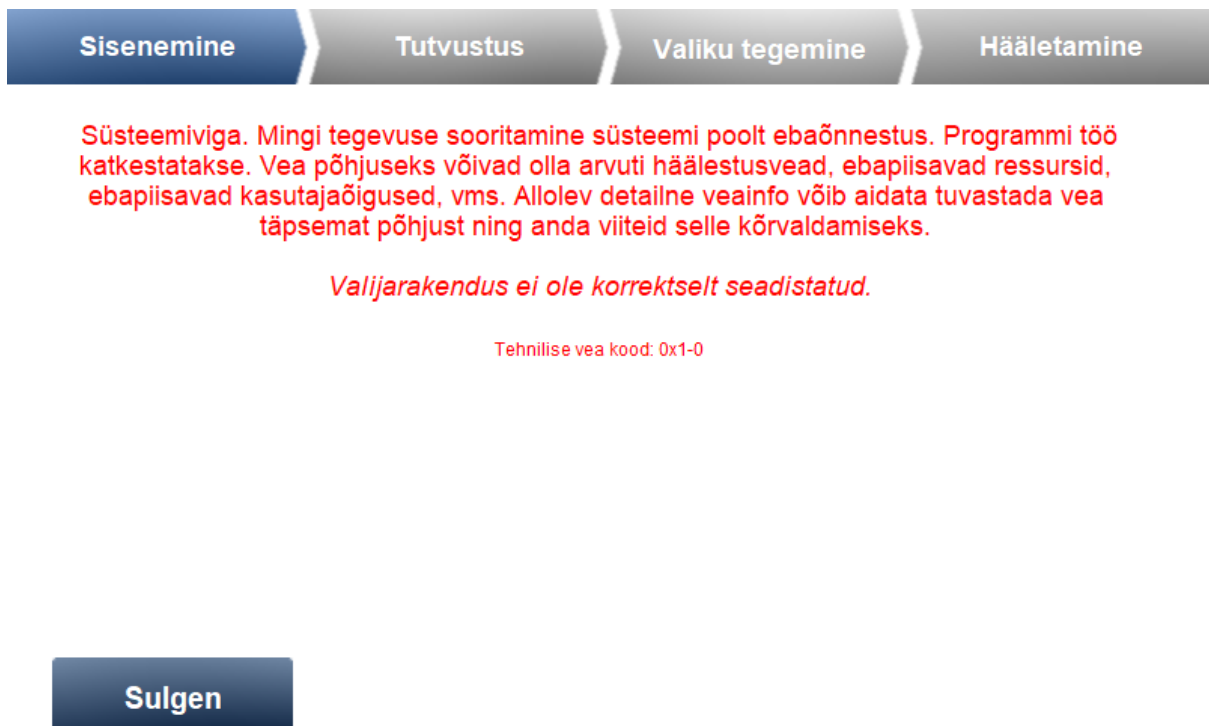 Sisenemine
Tutvustus
Valiku tegemine
Hääletamine
Süsteemiviga. Mingi tegevuse sooritamine süsteemi poolt ebaõnnestus. Programmi töö
katkestatakse. Vea põhjuseks võivad olla arvuti häälestusvead, ebapiisavad ressursid,
ebapiisavad kasutajaõigused, vms. Allolev detailne veainfo võib aidata tuvastada vea
täpsemat põhjust ning anda viiteid selle kõrvaldamiseks.
Valijarakendus ei ole korrektselt seadistatud.
Tehnilise vea kood: 0x1-0
Sulgen